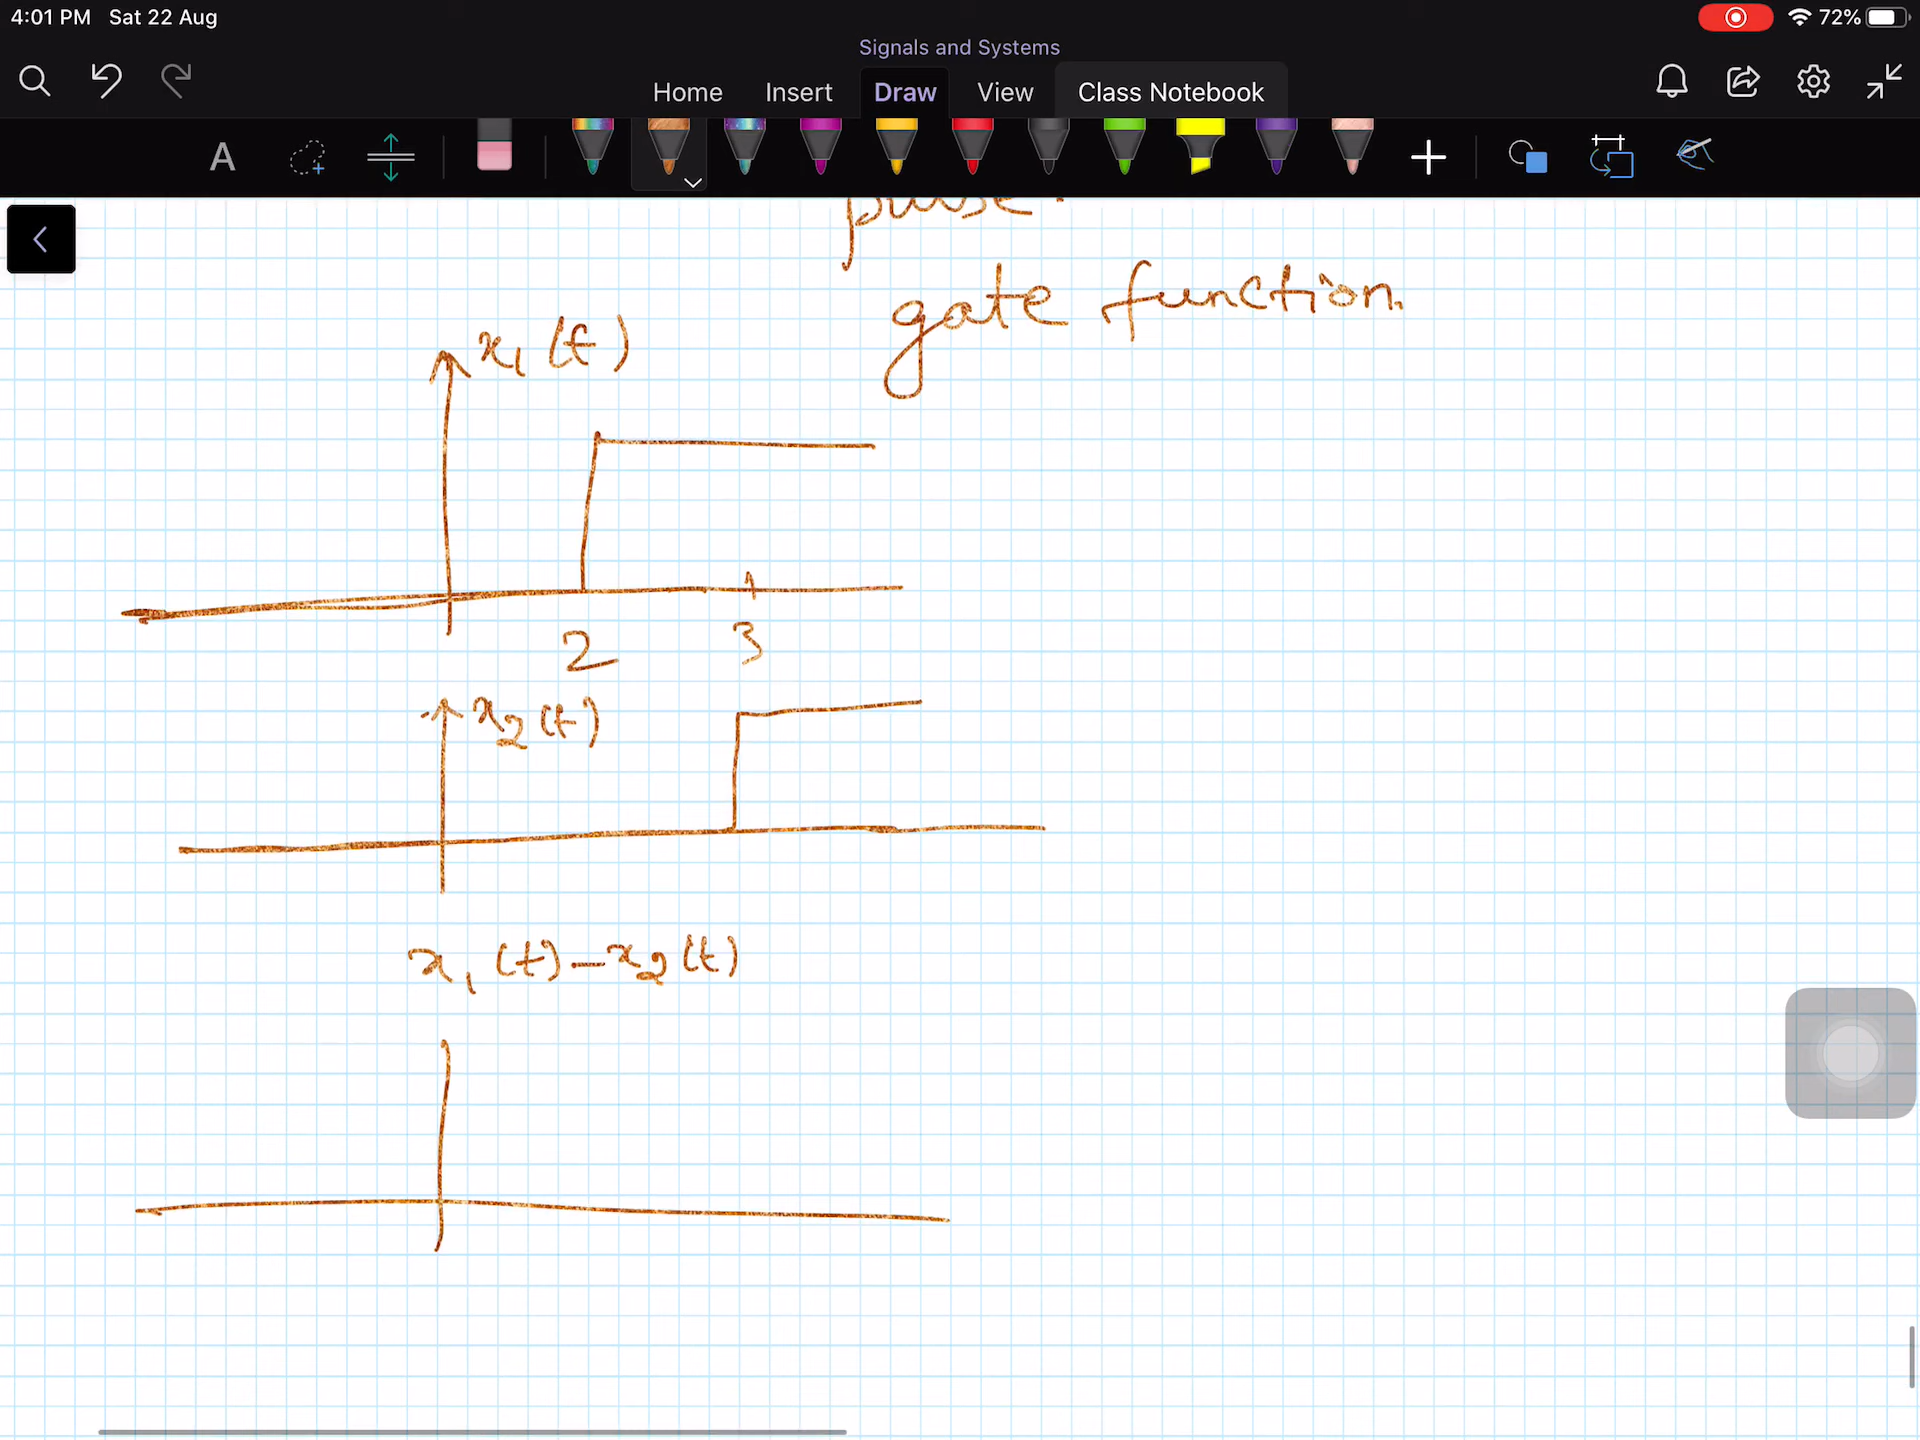 4:01 PM Sat 22 Aug
72%
Signals and Systems
Home Insert Draw View Class Notebook
A
pulse.
gate function.
x₁(t)
2 3
x₂(t)
x₁(t)-x₂(t)